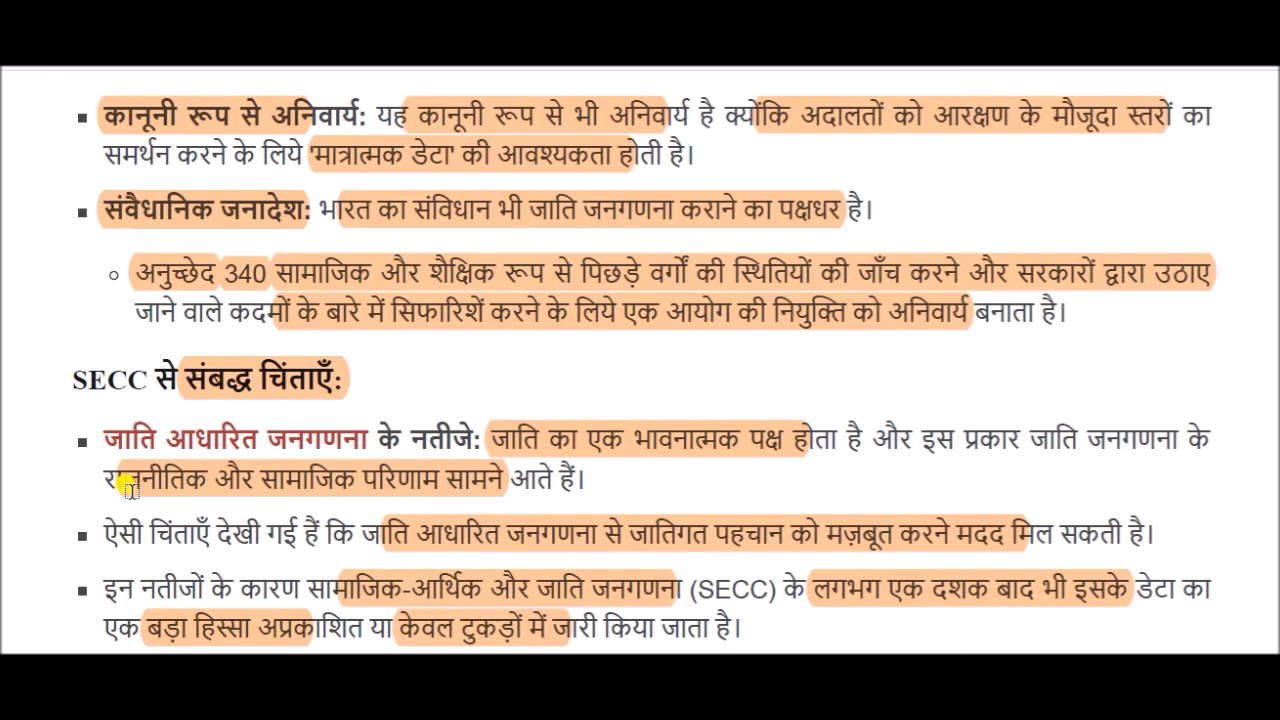 ▪ कानूनी रूप से अनिवार्य: यह कानूनी रूप से भी अनिवार्य है क्योंकि अदालतों को आरक्षण के मौजूदा स्तरों का
समर्थन करने के लिये 'मात्रात्मक डेटा' की आवश्यकता होती है।
▪ संवैधानिक जनादेश: भारत का संविधान भी जाति जनगणना कराने का पक्षधर है।
○ अनुच्छेद 340 सामाजिक और शैक्षिक रूप से पिछड़े वर्गों की स्थितियों की जाँच करने और सरकारों द्वारा उठाए
जाने वाले कदमों के बारे में सिफारिशें करने के लिये एक आयोग की नियुक्ति को अनिवार्य बनाता है।
SECC से संबद्ध चिंताएँ:
▪ जाति आधारित जनगणना के नतीजे: जाति का एक भावनात्मक पक्ष होता है और इस प्रकार जाति जनगणना के
राजनीतिक और सामाजिक परिणाम सामने आते हैं।
▪ ऐसी चिंताएँ देखी गई हैं कि जाति आधारित जनगणना से जातिगत पहचान को मज़बूत करने मदद मिल सकती है।
▪ इन नतीजों के कारण सामाजिक-आर्थिक और जाति जनगणना (SECC) के लगभग एक दशक बाद भी इसके डेटा का
एक बड़ा हिस्सा अप्रकाशित या केवल टुकड़ों में जारी किया जाता है।